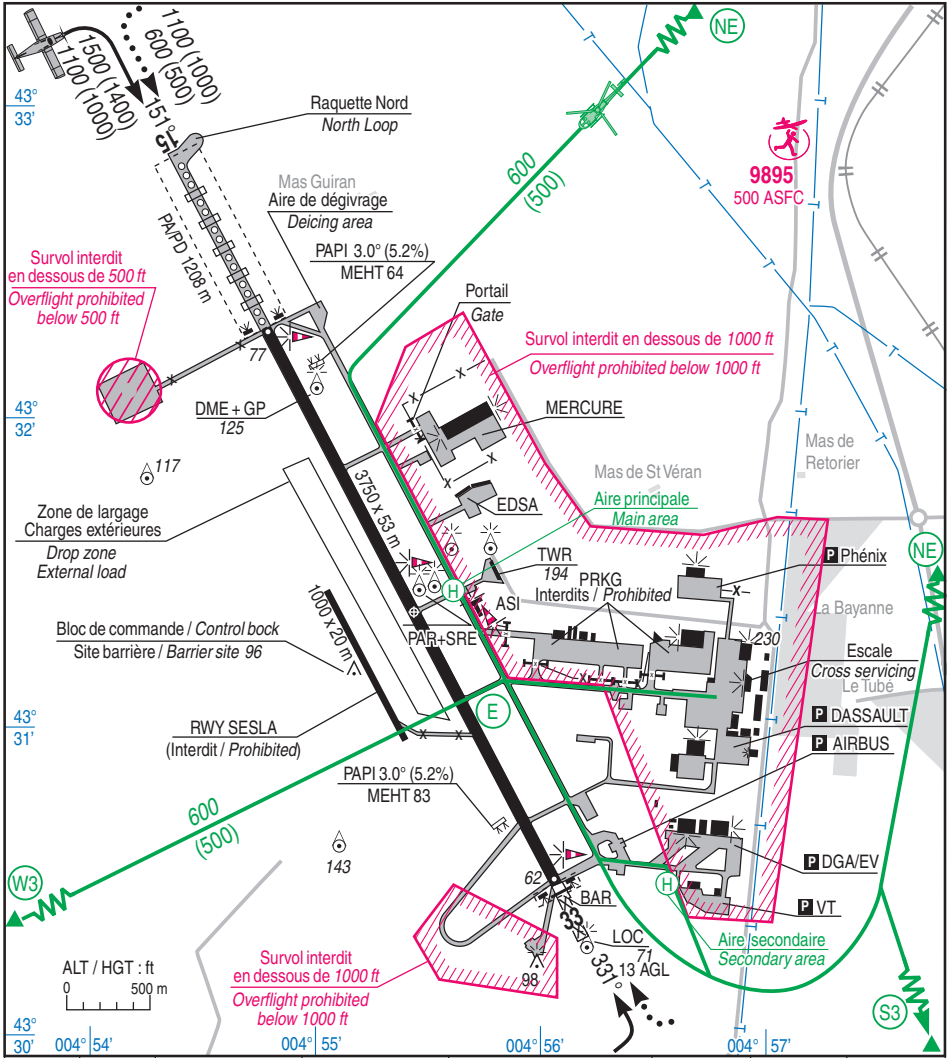 1500 (1400)
1100 (1000)
1100 (1000)
600 (500)
151°
15
NE
43°
33'
Raquette Nord
North Loop
600
(500)
9895
500 ASFC
Mas Guiran
Aire de dégivrage
Deicing area
PA/PD 1208 m
PAPI 3.0° (5.2%)
MEHT 64
Survol interdit
en dessous de 500 ft
Overflight prohibited
below 500 ft
Portail
Gate
Survol interdit en dessous de 1000 ft
Overflight prohibited below 1000 ft
77
DME + GP
125
MERCURE
43°
32'
117
Mas de
Retorier
Mas de St Véran
3750 x 53 m
EDSA
Aire principale
Main area
Zone de largage
Charges extérieures
Drop zone
External load
TWR
194
P Phénix
NE
PRKG
Interdits / Prohibited
H
ASI
La Bayanne
1000 x 20 m
Bloc de commande / Control bock
Site barrière / Barrier site 96
PAR+SRE
230
Escale
Cross servicing
Le Tubé
E
43°
31'
RWY SESLA
(Interdit / Prohibited)
P DASSAULT
P AIRBUS
PAPI 3.0° (5.2%)
MEHT 83
600
(500)
143
W3
62
P DGA/EV
H
BAR
P VT
33
LOC
71
13 AGL
331°
98
Aire secondaire
Secondary area
Survol interdit
en dessous de 1000 ft
Overflight prohibited
below 1000 ft
ALT / HGT : ft
0 500 m
S3
43°
30'
004° 54'
004° 55'
004° 56'
004° 57'